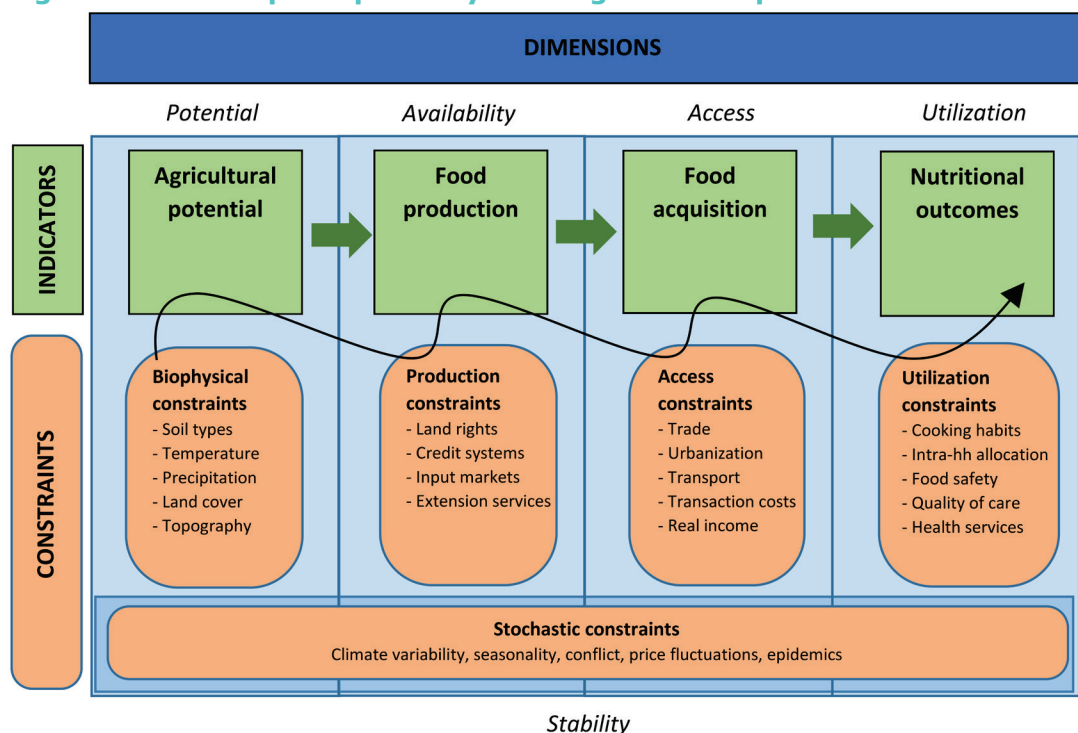 DIMENSIONS
Potential
Availability
Access
Utilization
INDICATORS
Agricultural
potential
Food
production
Food
acquisition
Nutritional
outcomes
CONSTRAINTS
Biophysical
constraints
- Soil types
- Temperature
- Precipitation
- Land cover
- Topography
Production
constraints
- Land rights
- Credit systems
- Input markets
- Extension services
Access
constraints
- Trade
- Urbanization
- Transport
- Transaction costs
- Real income
Utilization
constraints
- Cooking habits
- Intra-hh allocation
- Food safety
- Quality of care
- Health services
Stochastic constraints
Climate variability, seasonality, conflict, price fluctuations, epidemics
Stability